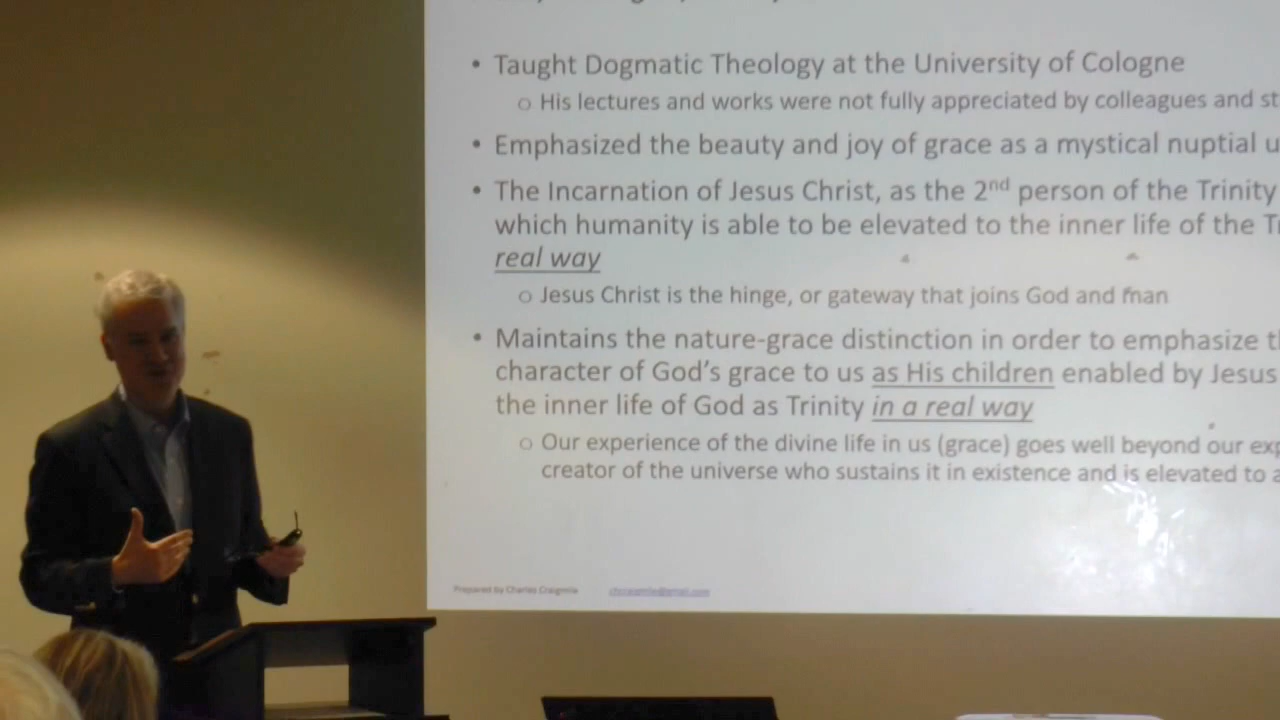 • Taught Dogmatic Theology at the University of Cologne
o His lectures and works were not fully appreciated by colleagues and st
• Emphasized the beauty and joy of grace as a mystical nuptial u
• The Incarnation of Jesus Christ, as the 2nd person of the Trinity
which humanity is able to be elevated to the inner life of the T
real way
o Jesus Christ is the hinge, or gateway that joins God and man
• Maintains the nature-grace distinction in order to emphasize t
character of God's grace to us as His children enabled by Jesus
the inner life of God as Trinity in a real way
o Our experience of the divine life in us (grace) goes well beyond our exp
creator of the universe who sustains it in existence and is elevated to a
Prepared by Charles Craigmile